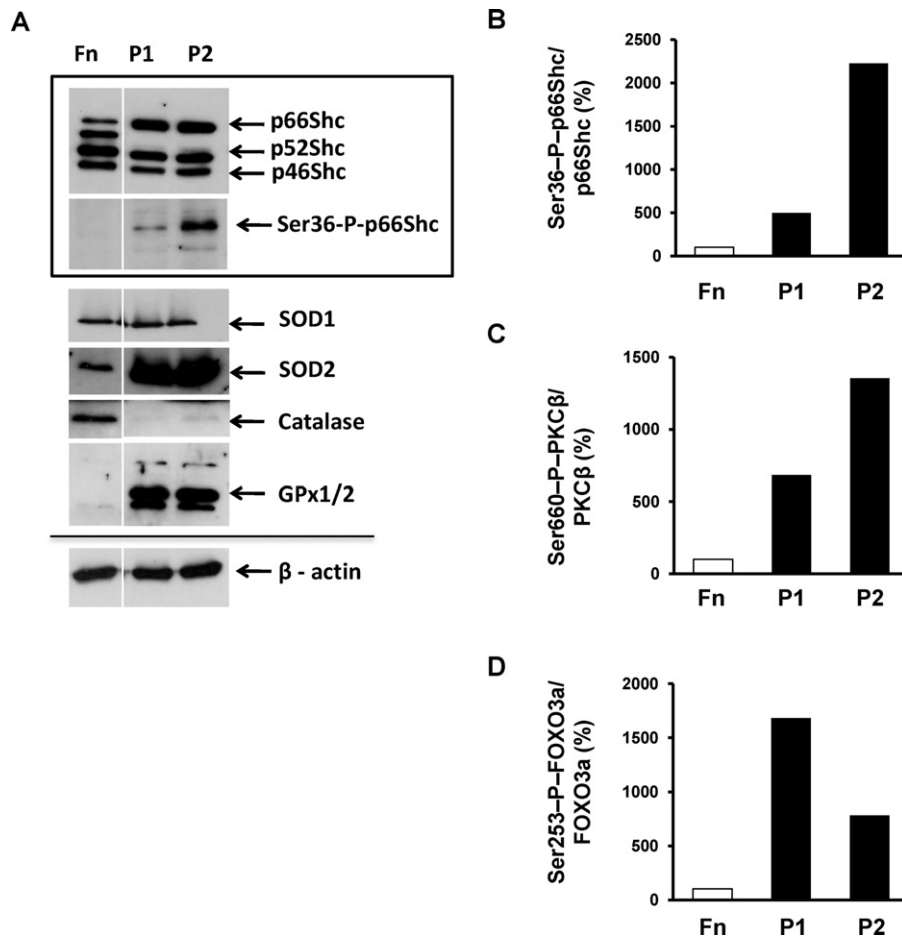 A
Fn P1 P2
p66Shc
p52Shc
p46Shc
Ser36-P-p66Shc
SOD1
SOD2
Catalase
GPx1/2
β - actin
B
Ser36–P–p66Shc/
p66Shc (%)
2500
2000
1500
1000
500
0
Fn P1 P2
C
Ser660–P–PKCβ/
PKCβ (%)
1500
1000
500
0
Fn P1 P2
D
Ser253–P–FOXO3a/
FOXO3a (%)
2000
1500
1000
500
0
Fn P1 P2